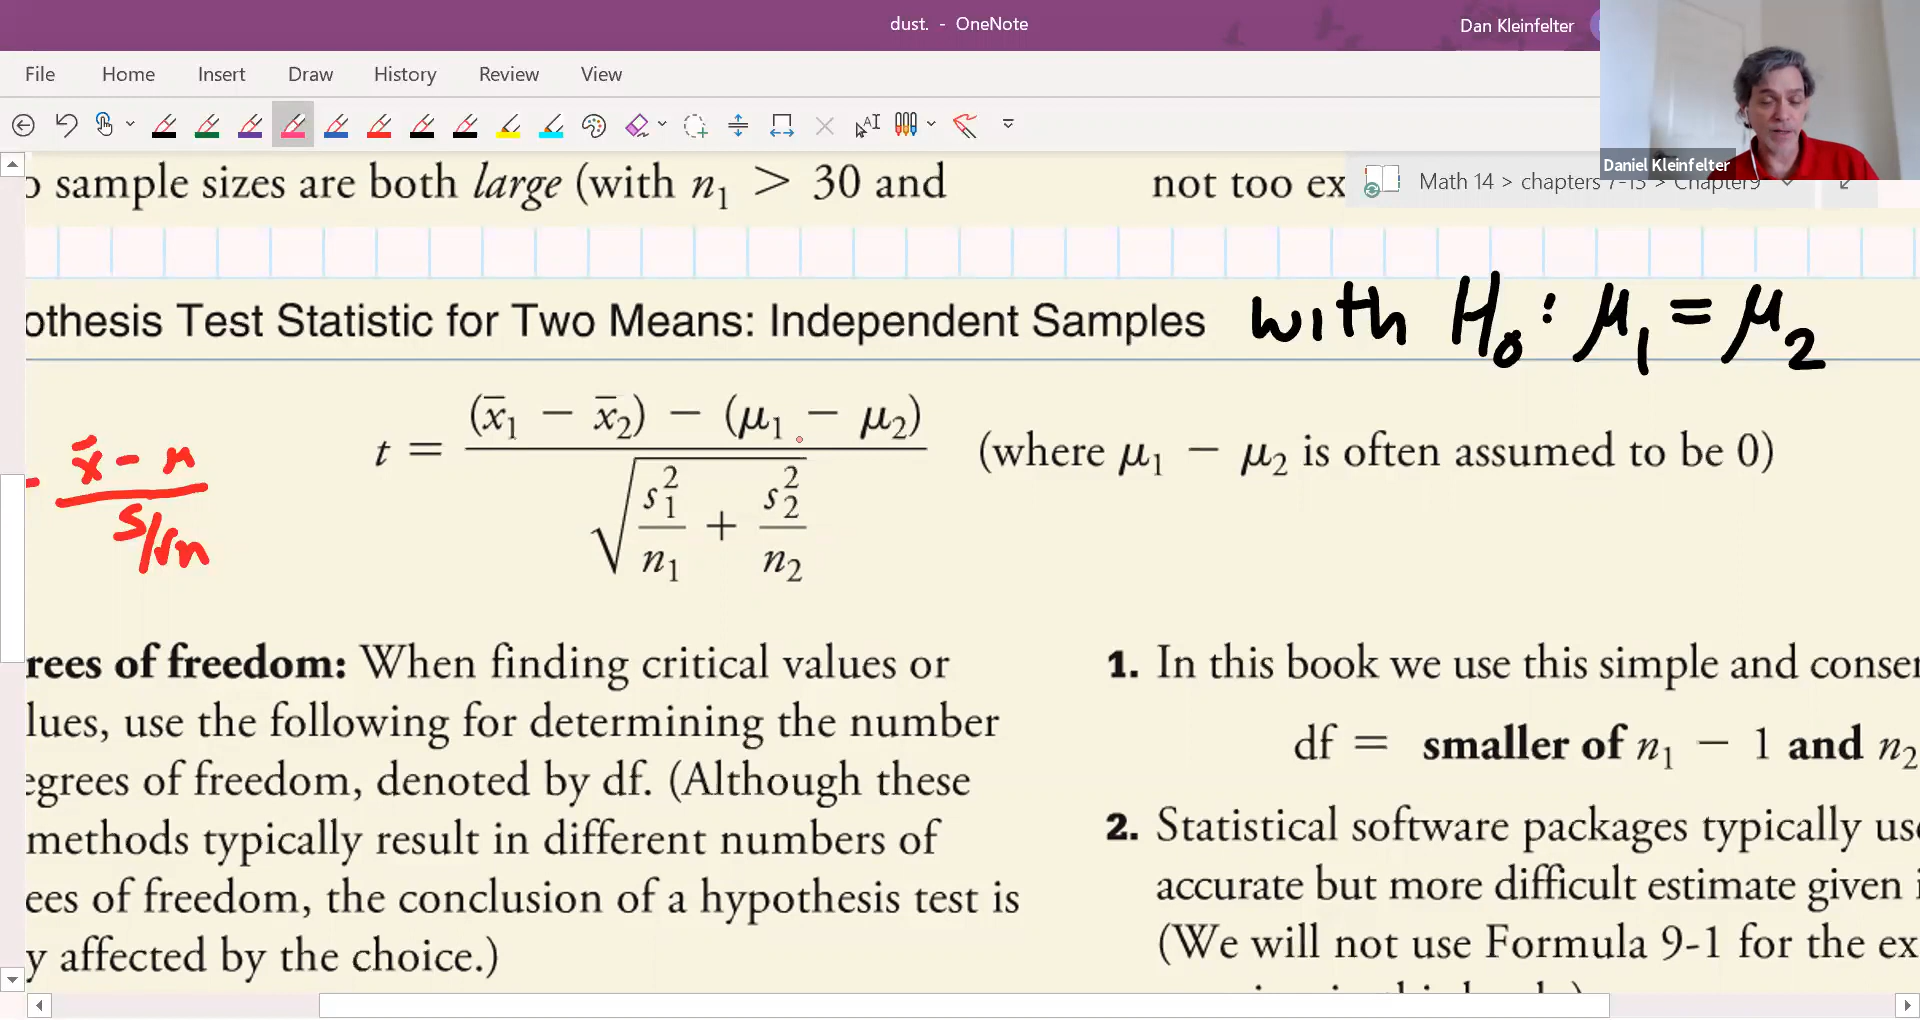 dust. - OneNote
Dan Kleinfelter
File Home Insert Draw History Review View
Daniel Kleinfelter
o sample sizes are both large (with n₁ > 30 and
not too ex
Math 14 > chapters 7-13 > Chapter9
othesis Test Statistic for Two Means: Independent Samples with H₀: μ₁ = μ₂
x̄ - μ / s/√n
t = (x̄₁ − x̄₂) − (μ₁ − μ₂) / √(s₁²/n₁ + s₂²/n₂) (where μ₁ − μ₂ is often assumed to be 0)
rees of freedom: When finding critical values or
lues, use the following for determining the number
egrees of freedom, denoted by df. (Although these
methods typically result in different numbers of
ees of freedom, the conclusion of a hypothesis test is
y affected by the choice.)
1. In this book we use this simple and conser
df = smaller of n₁ − 1 and n₂
2. Statistical software packages typically use
accurate but more difficult estimate given i
(We will not use Formula 9-1 for the ex